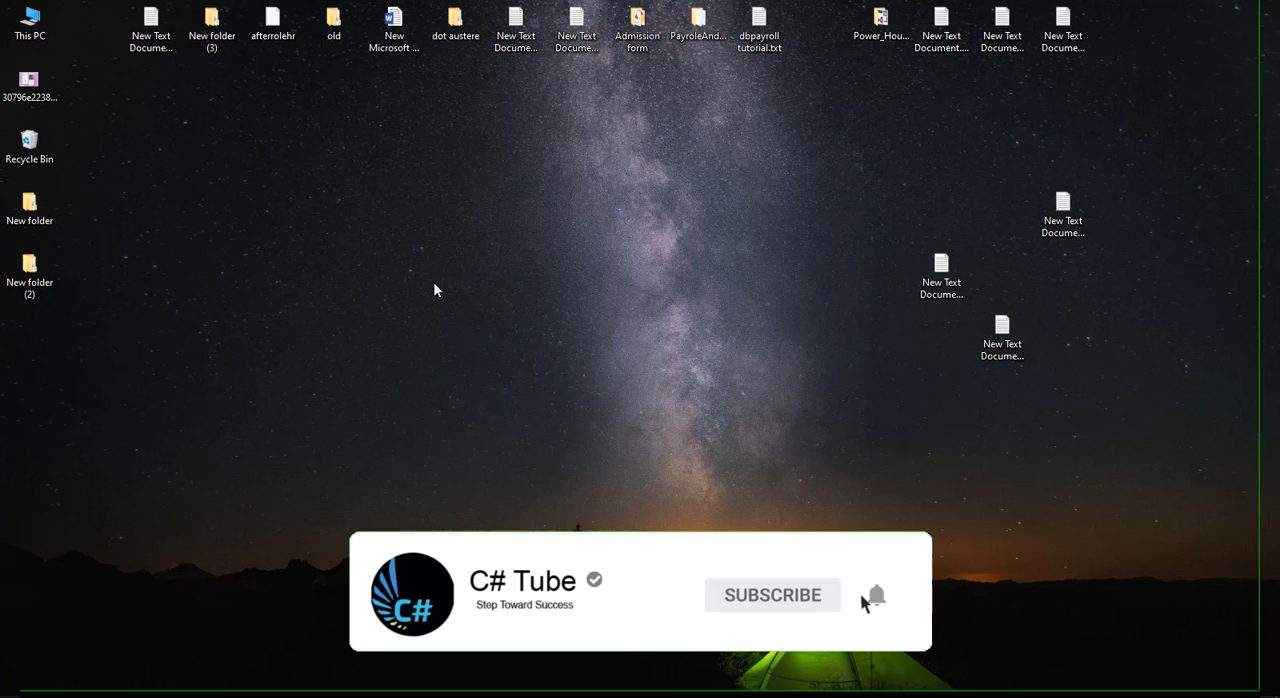 This PC
New Text
Docume...
New folder
(3)
afterrolehr
old
New
Microsoft ...
dot austere
New Text
Docume...
New Text
Docume...
Admission
form
PayroleAnd...
dbpayroll
tutorial.txt
Power_Hou...
New Text
Document....
New Text
Docume...
New Text
Docume...
30796e2238...
Recycle Bin
New folder
New Text
Docume...
New folder
(2)
New Text
Docume...
New Text
Docume...
C#
C# Tube
Step Toward Success
SUBSCRIBE